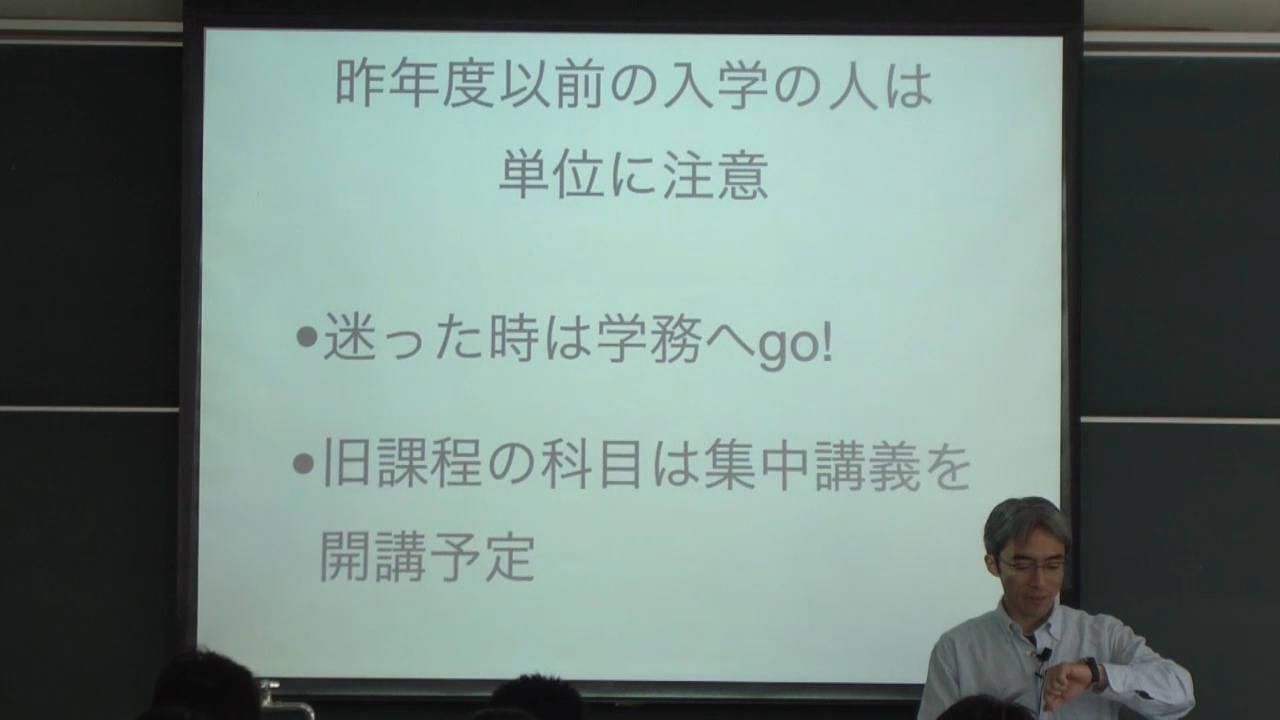 昨年度以前の入学の人は
単位に注意
•迷った時は学務へgo!
•旧課程の科目は集中講義を
開講予定